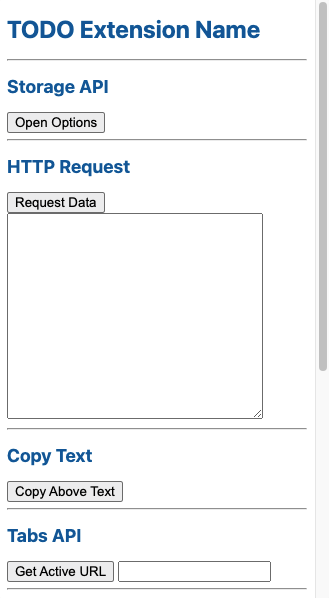 TODO Extension Name
Storage API
Open Options
HTTP Request
Request Data
Copy Text
Copy Above Text
Tabs API
Get Active URL